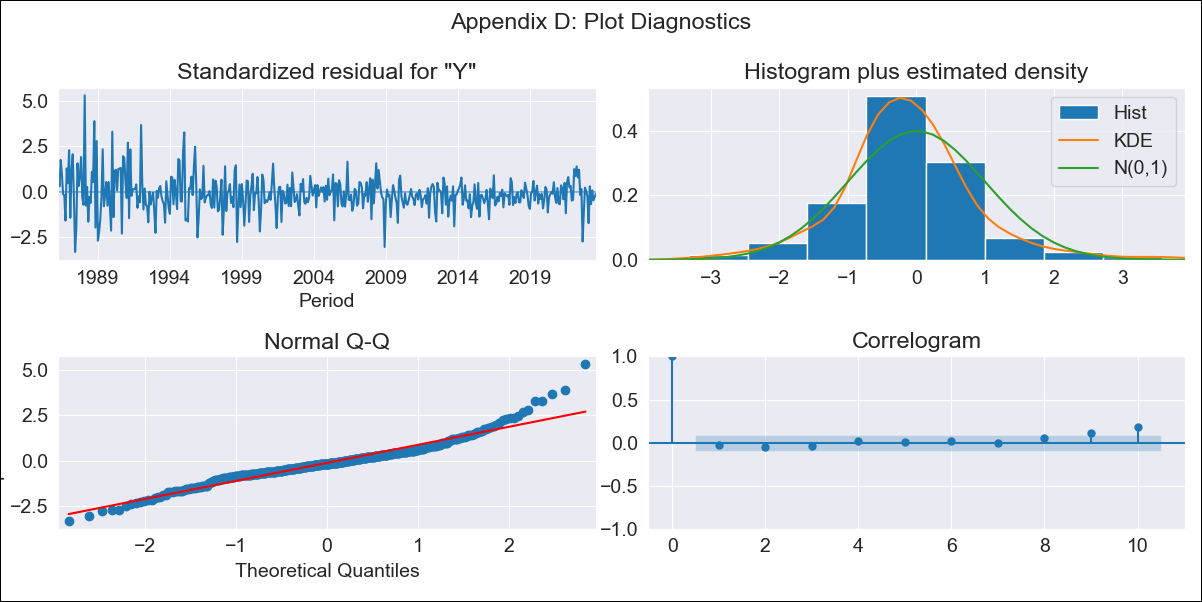 Appendix D: Plot Diagnostics
Standardized residual for "Y"
5.0
2.5
0.0
−2.5
1989 1994 1999 2004 2009 2014 2019
Period
Histogram plus estimated density
0.4
0.2
0.0
Hist
KDE
N(0,1)
−3 −2 −1 0 1 2 3
Normal Q-Q
5.0
2.5
0.0
−2.5
−2 −1 0 1 2
Theoretical Quantiles
Correlogram
1.0
0.5
0.0
−0.5
−1.0
0 2 4 6 8 10